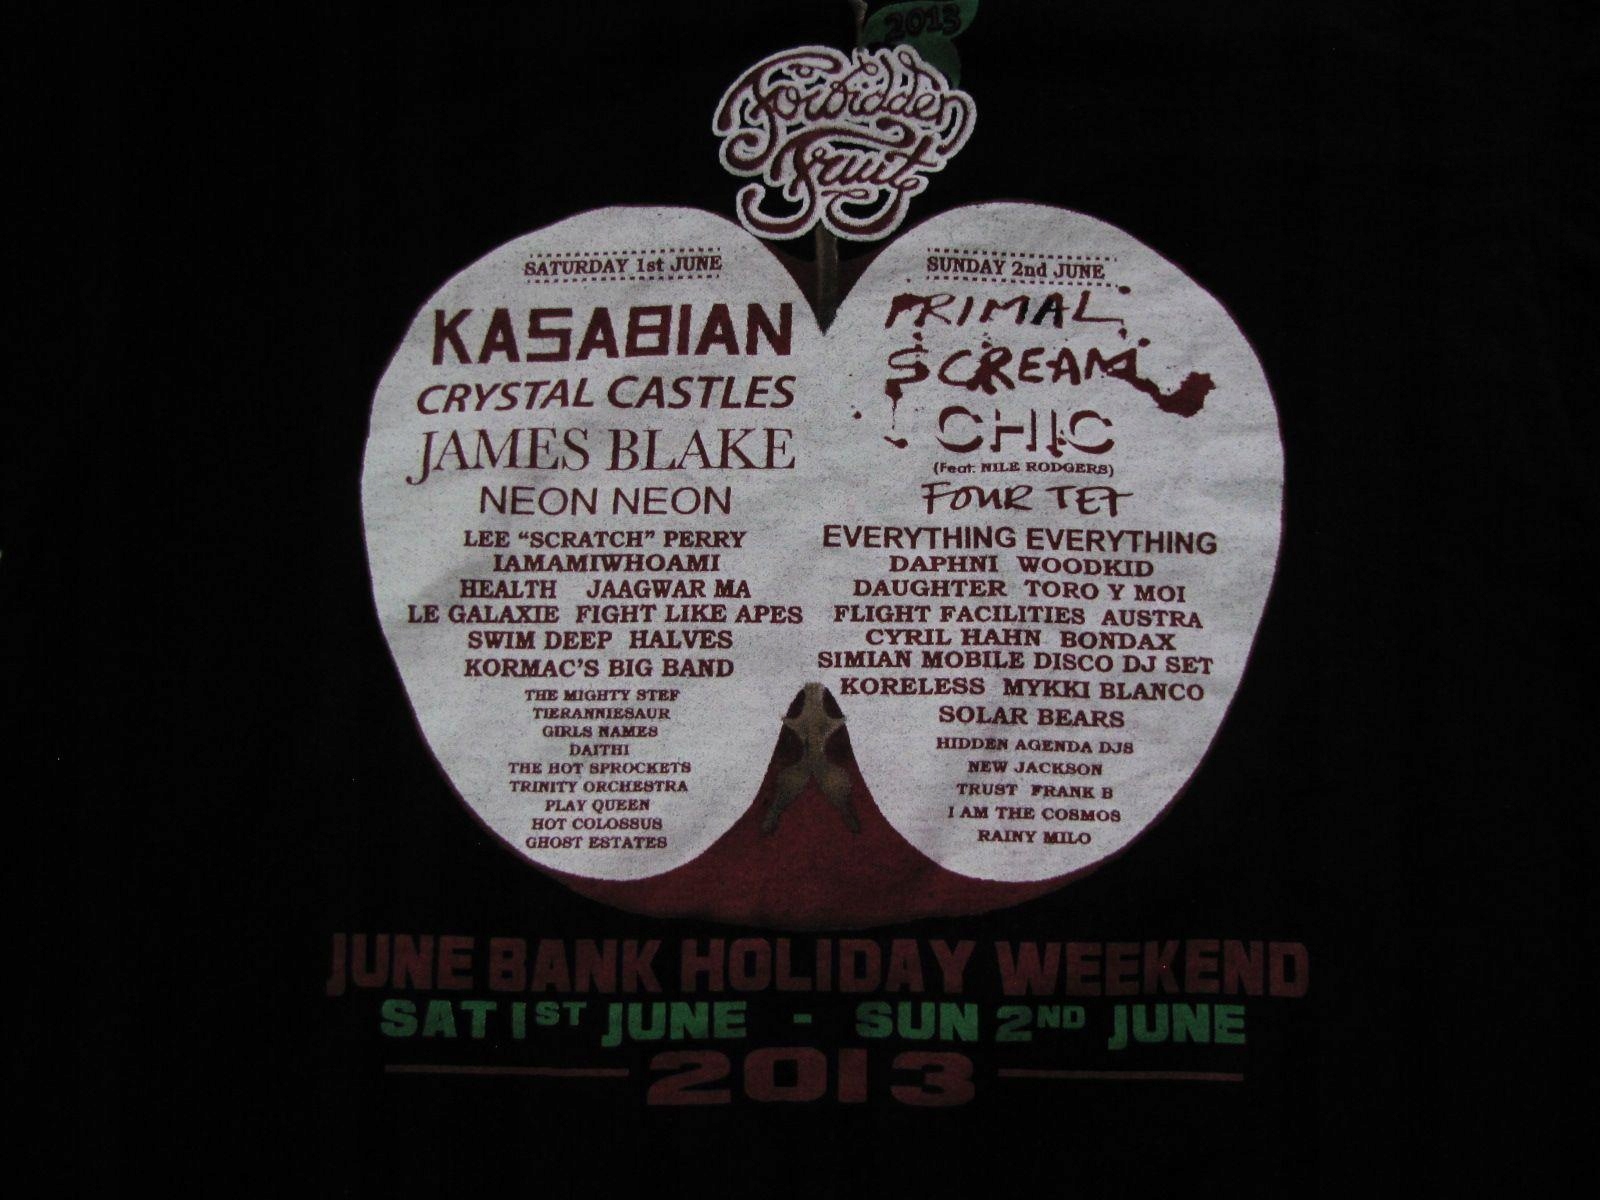 2013
Forbidden
Fruit
SATURDAY 1st JUNE
KASABIAN
CRYSTAL CASTLES
JAMES BLAKE
NEON NEON
LEE “SCRATCH” PERRY
IAMAMIWHOAMI
HEALTH JAAGWAR MA
LE GALAXIE FIGHT LIKE APES
SWIM DEEP HALVES
KORMAC'S BIG BAND
THE MIGHTY STEF
TIERANNIESAUR
GIRLS NAMES
DAITHI
THE HOT SPROCKETS
TRINITY ORCHESTRA
PLAY QUEEN
HOT COLOSSUS
GHOST ESTATES
SUNDAY 2nd JUNE
PRIMAL
SCREAM
CHIC
(Feat. NILE RODGERS)
FOUR TET
EVERYTHING EVERYTHING
DAPHNI WOODKID
DAUGHTER TORO Y MOI
FLIGHT FACILITIES AUSTRA
CYRIL HAHN BONDAX
SIMIAN MOBILE DISCO DJ SET
KORELESS MYKKI BLANCO
SOLAR BEARS
HIDDEN AGENDA DJS
NEW JACKSON
TRUST FRANK B
I AM THE COSMOS
RAINY MILO
JUNE BANK HOLIDAY WEEKEND
SAT 1ST JUNE - SUN 2ND JUNE
2013